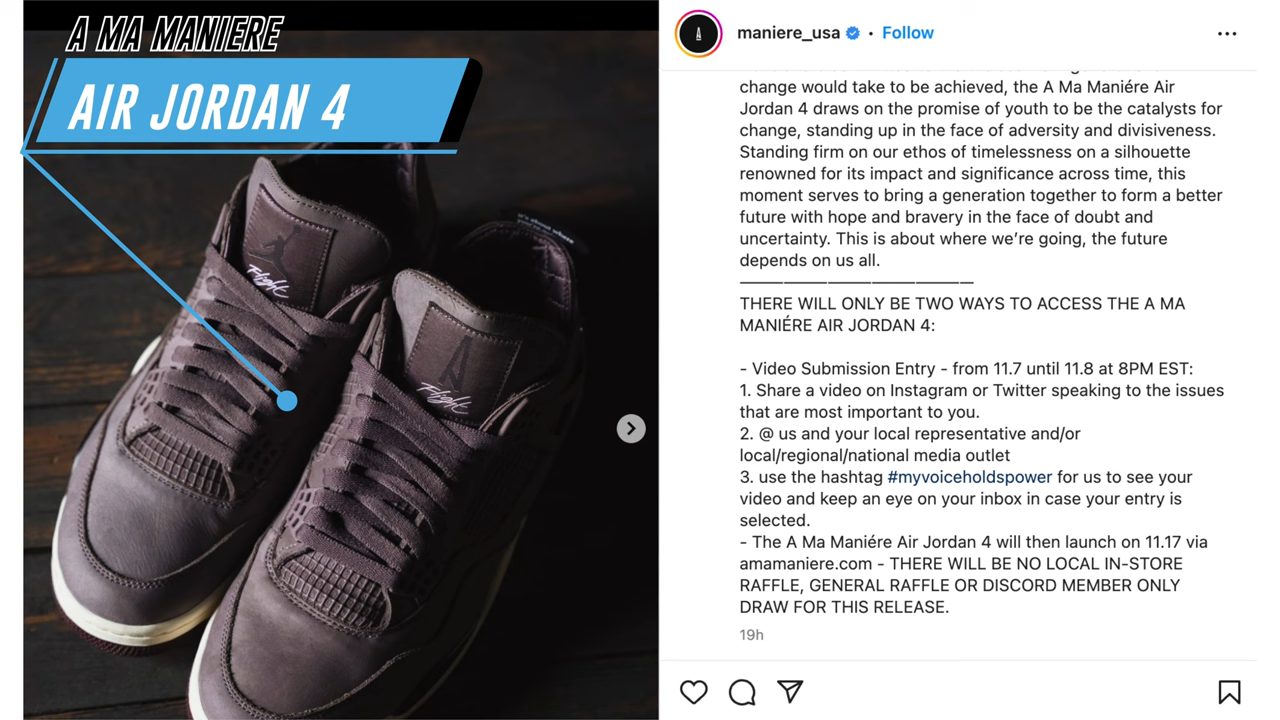 A MA MANIERE
AIR JORDAN 4
it's about where
Flight
Flight
maniere_usa • Follow
change would take to be achieved, the A Ma Maniére Air
Jordan 4 draws on the promise of youth to be the catalysts for
change, standing up in the face of adversity and divisiveness.
Standing firm on our ethos of timelessness on a silhouette
renowned for its impact and significance across time, this
moment serves to bring a generation together to form a better
future with hope and bravery in the face of doubt and
uncertainty. This is about where we’re going, the future
depends on us all.
THERE WILL ONLY BE TWO WAYS TO ACCESS THE A MA
MANIÉRE AIR JORDAN 4:
- Video Submission Entry - from 11.7 until 11.8 at 8PM EST:
1. Share a video on Instagram or Twitter speaking to the issues
that are most important to you.
2. @ us and your local representative and/or
local/regional/national media outlet
3. use the hashtag #myvoiceholdspower for us to see your
video and keep an eye on your inbox in case your entry is
selected.
- The A Ma Maniére Air Jordan 4 will then launch on 11.17 via
amamaniere.com - THERE WILL BE NO LOCAL IN-STORE
RAFFLE, GENERAL RAFFLE OR DISCORD MEMBER ONLY
DRAW FOR THIS RELEASE.
19h